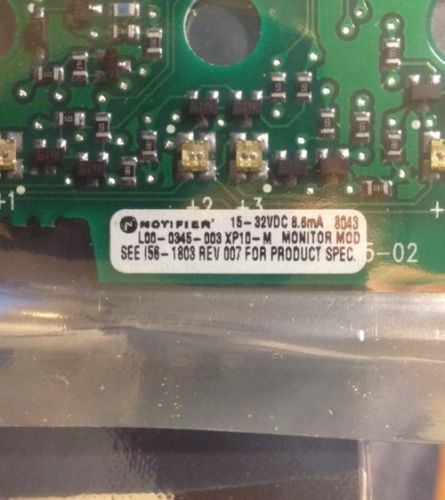 +1
+2 +3
+
NOTIFIER® 15-32VDC 8.6mA 8043
L00-0345-003 XP10-M MONITOR MOD
SEE I56-1803 REV 007 FOR PRODUCT SPEC.
5-02